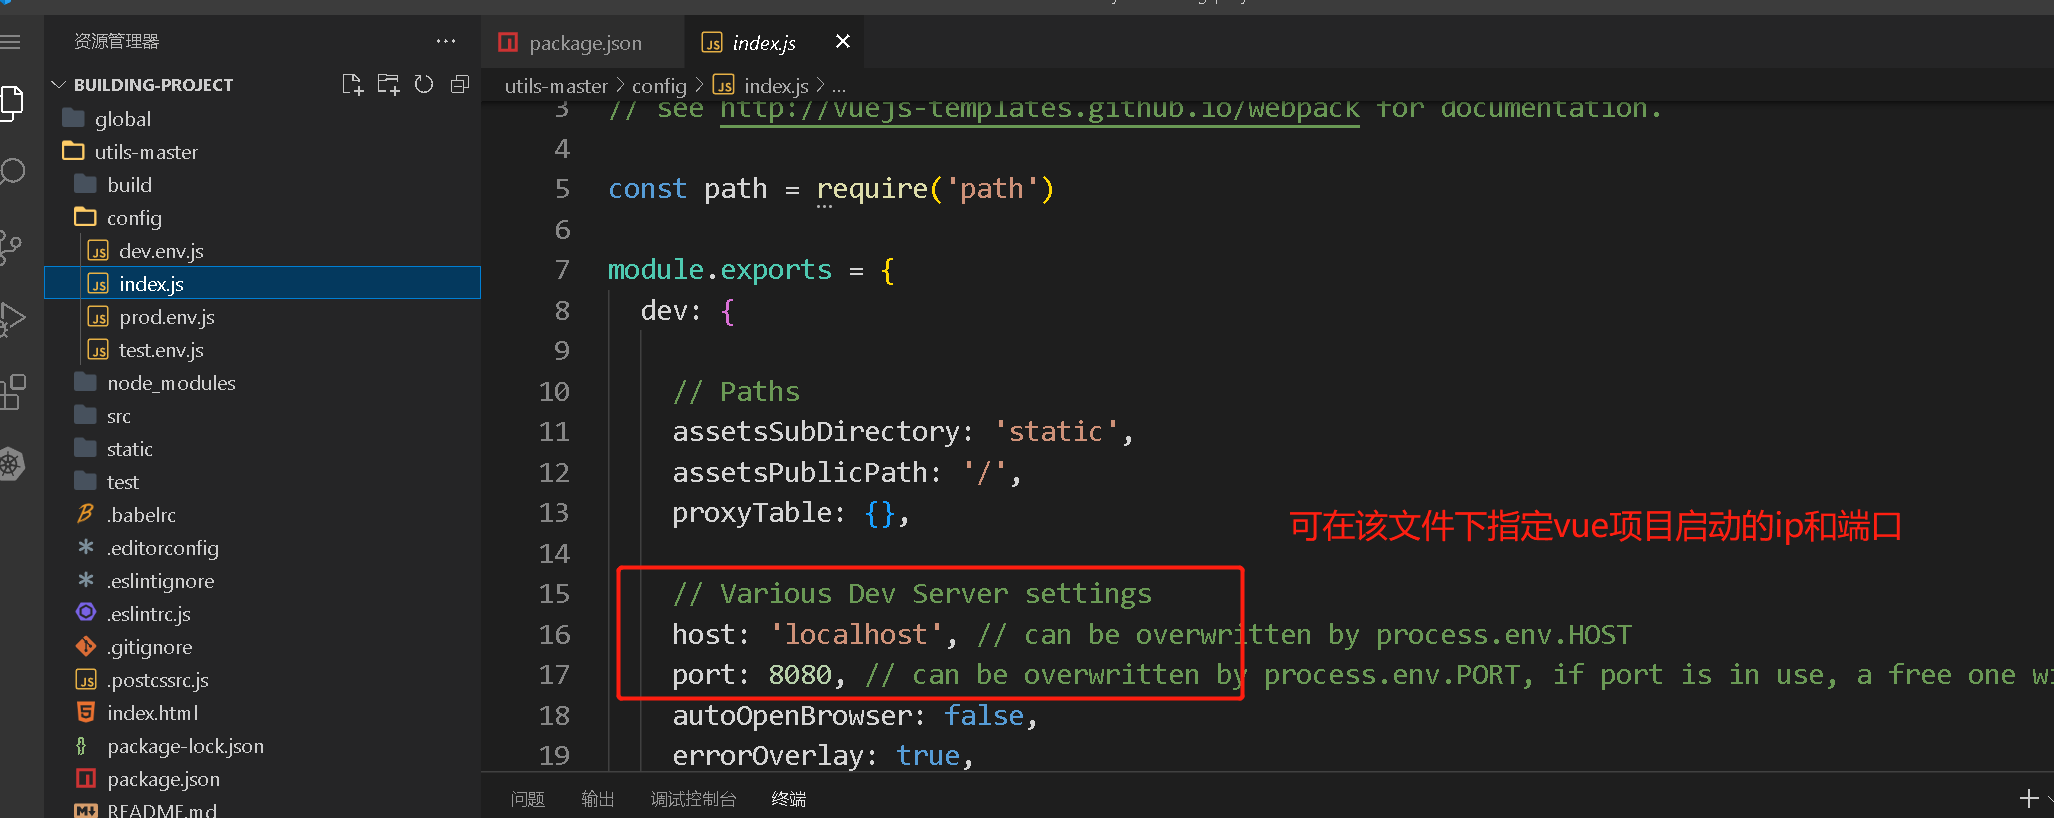 资源管理器
BUILDING-PROJECT
global
utils-master
build
config
dev.env.js
index.js
prod.env.js
test.env.js
node_modules
src
static
test
.babelrc
.editorconfig
.eslintignore
.eslintrc.js
.gitignore
.postcssrc.js
index.html
package-lock.json
package.json
README.md
package.json
index.js
utils-master > config > index.js > ...
3 // see http://vuejs-templates.github.io/webpack for documentation.
4
5 const path = require('path')
6
7 module.exports = {
8 dev: {
9
10 // Paths
11 assetsSubDirectory: 'static',
12 assetsPublicPath: '/',
13 proxyTable: {},
可在该文件下指定vue项目启动的ip和端口
14
15 // Various Dev Server settings
16 host: 'localhost', // can be overwritten by process.env.HOST
17 port: 8080, // can be overwritten by process.env.PORT, if port is in use, a free one wi
18 autoOpenBrowser: false,
19 errorOverlay: true,
问题 输出 调试控制台 终端